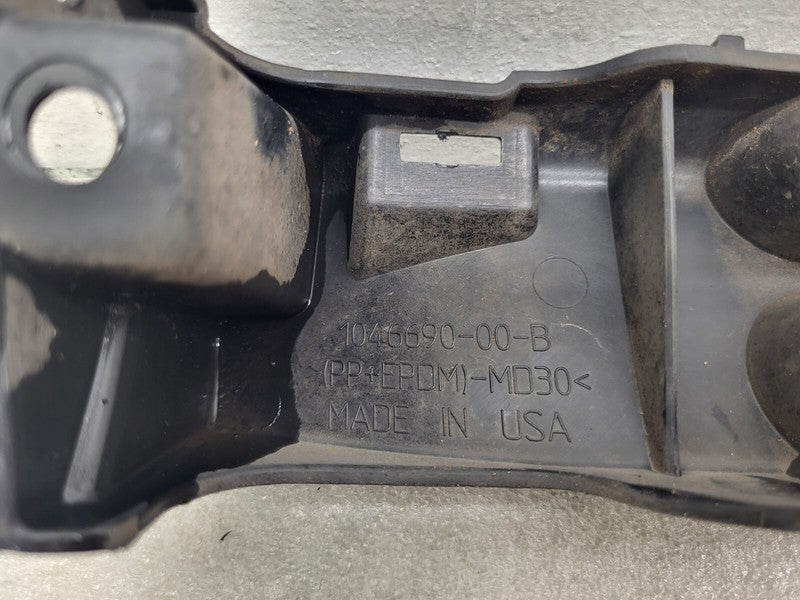 1046690-00-B
(PP+EPDM)-MD30<
MADE IN USA